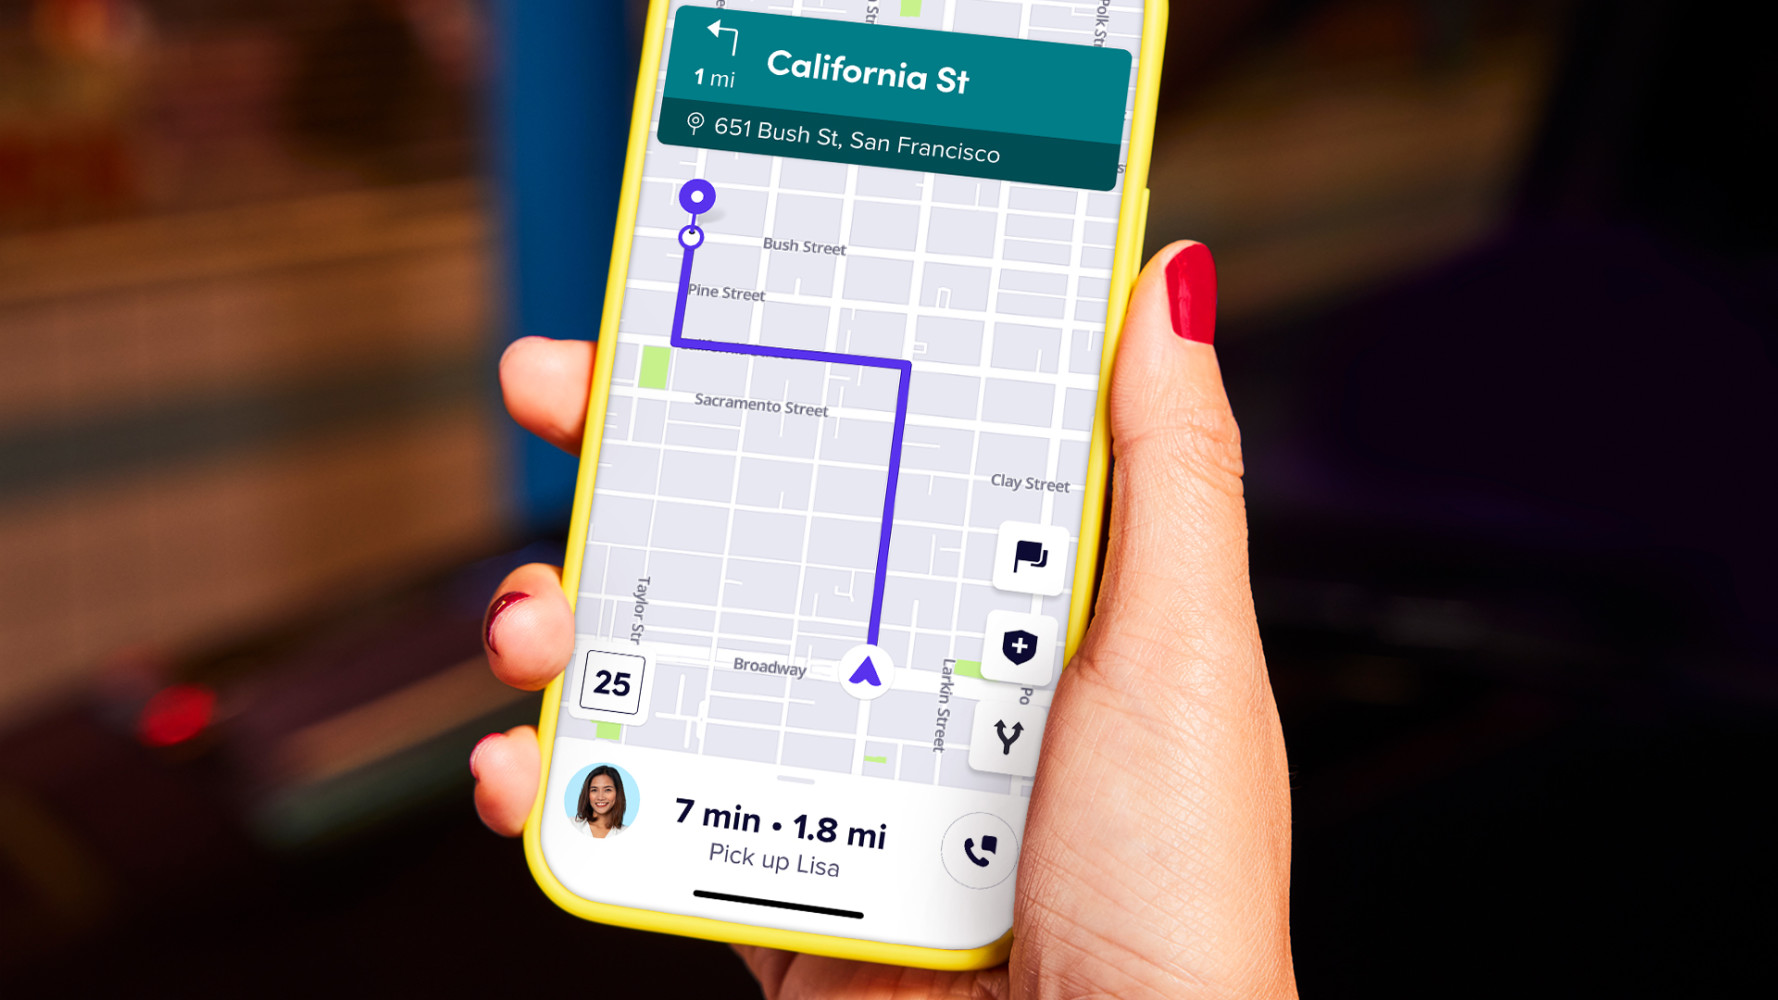 Polk Str
California St
1 mi
651 Bush St, San Francisco
Bush Street
Pine Street
Sacramento Street
Clay Street
Taylor Str
Broadway
Larkin Street
Po
25
7 min • 1.8 mi
Pick up Lisa